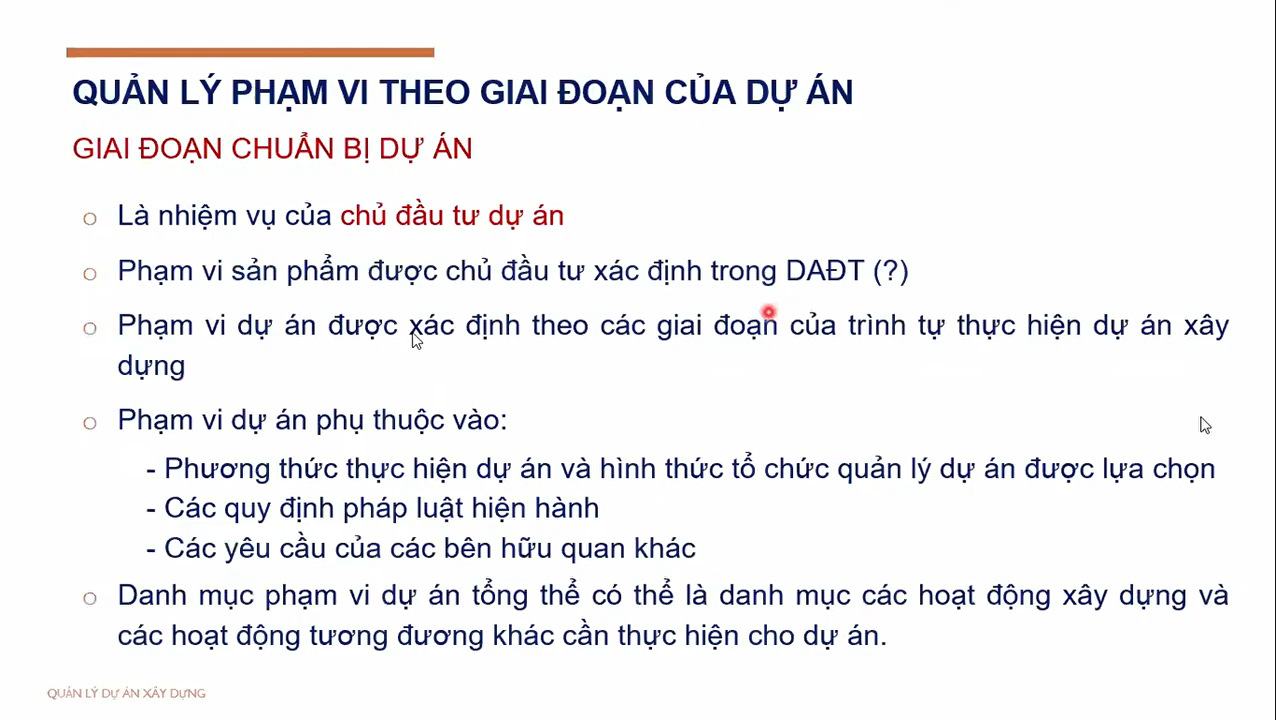 QUẢN LÝ PHẠM VI THEO GIAI ĐOẠN CỦA DỰ ÁN
GIAI ĐOẠN CHUẨN BỊ DỰ ÁN
o Là nhiệm vụ của chủ đầu tư dự án
o Phạm vi sản phẩm được chủ đầu tư xác định trong DAĐT (?)
o Phạm vi dự án được xác định theo các giai đoạn của trình tự thực hiện dự án xây
dựng
o Phạm vi dự án phụ thuộc vào:
- Phương thức thực hiện dự án và hình thức tổ chức quản lý dự án được lựa chọn
- Các quy định pháp luật hiện hành
- Các yêu cầu của các bên hữu quan khác
o Danh mục phạm vi dự án tổng thể có thể là danh mục các hoạt động xây dựng và
các hoạt động tương đương khác cần thực hiện cho dự án.
QUẢN LÝ DỰ ÁN XÂY DỰNG